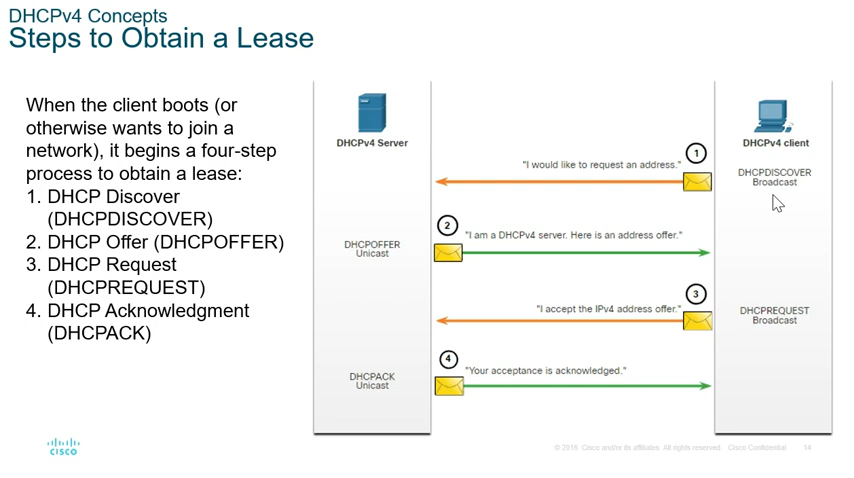 DHCPv4 Concepts
Steps to Obtain a Lease
When the client boots (or
otherwise wants to join a
network), it begins a four-step
process to obtain a lease:
1. DHCP Discover
(DHCPDISCOVER)
2. DHCP Offer (DHCPOFFER)
3. DHCP Request
(DHCPREQUEST)
4. DHCP Acknowledgment
(DHCPACK)
DHCPv4 Server
DHCPv4 client
1
"I would like to request an address."
DHCPDISCOVER
Broadcast
2
"I am a DHCPv4 server. Here is an address offer."
DHCPOFFER
Unicast
3
"I accept the IPv4 address offer."
DHCPREQUEST
Broadcast
4
"Your acceptance is acknowledged."
DHCPACK
Unicast
CISCO
© 2016 Cisco and/or its affiliates. All rights reserved. Cisco Confidential 14